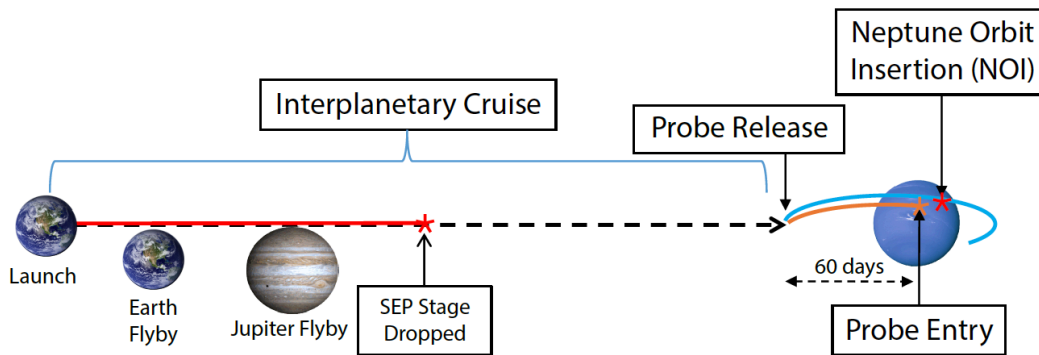 Neptune Orbit
Insertion (NOI)
Interplanetary Cruise
Probe Release
Launch
Earth
Flyby
Jupiter Flyby
SEP Stage
Dropped
60 days
Probe Entry